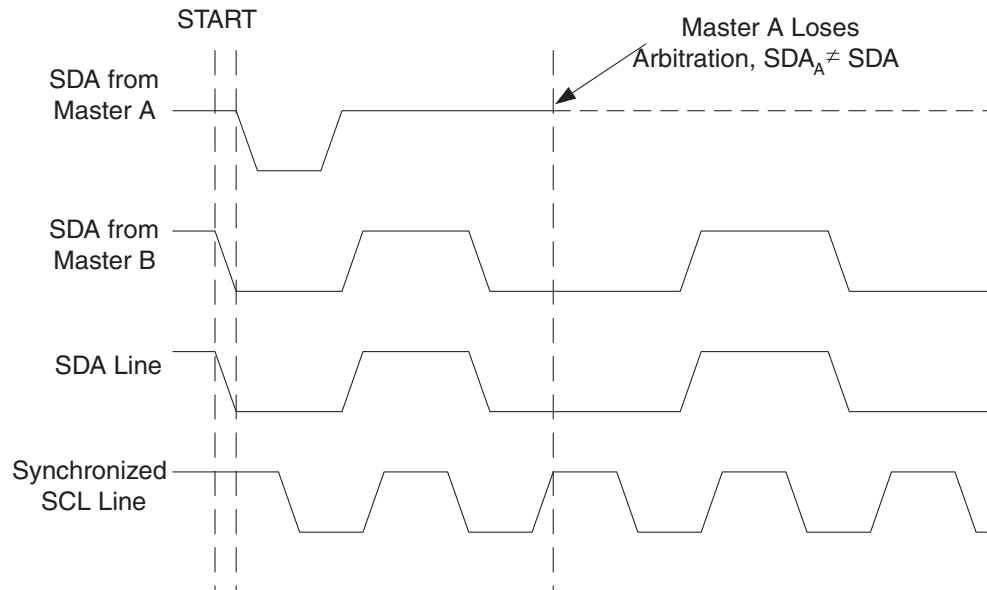 START
Master A Loses
Arbitration, SDA_A ≠ SDA
SDA from
Master A
SDA from
Master B
SDA Line
Synchronized
SCL Line